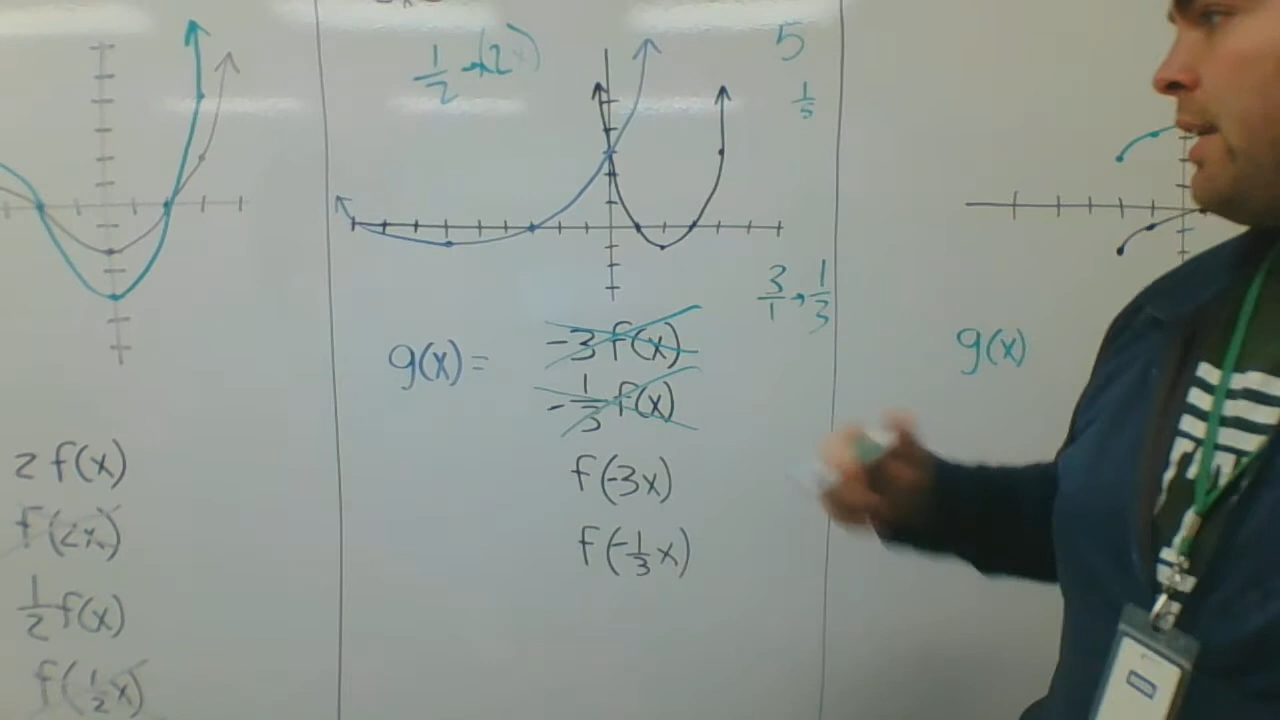 2 f(x)
f(2x)
1/2 f(x)
f(1/2 x)
1/2 → (2)
5
1/5
3/1 → 1/3
g(x) =
-3 f(x)
-1/3 f(x)
f(-3x)
f(-1/3 x)
g(x)